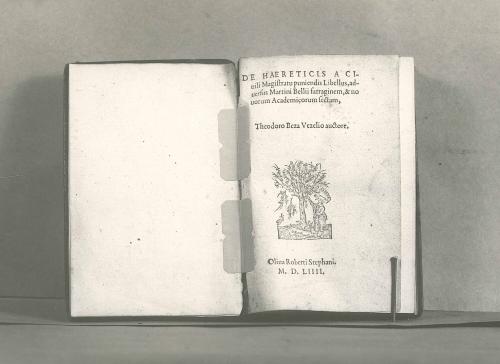 DE HAERETICIS A CI-
uili Magistratu puniendis Libellus, ad-
uersus Martini Bellii farraginem, & no
uorum Academicorum sectam,
Theodoro Beza Vezelio auctore,
Oliua Roberti Stephani.
M. D. LIIII.